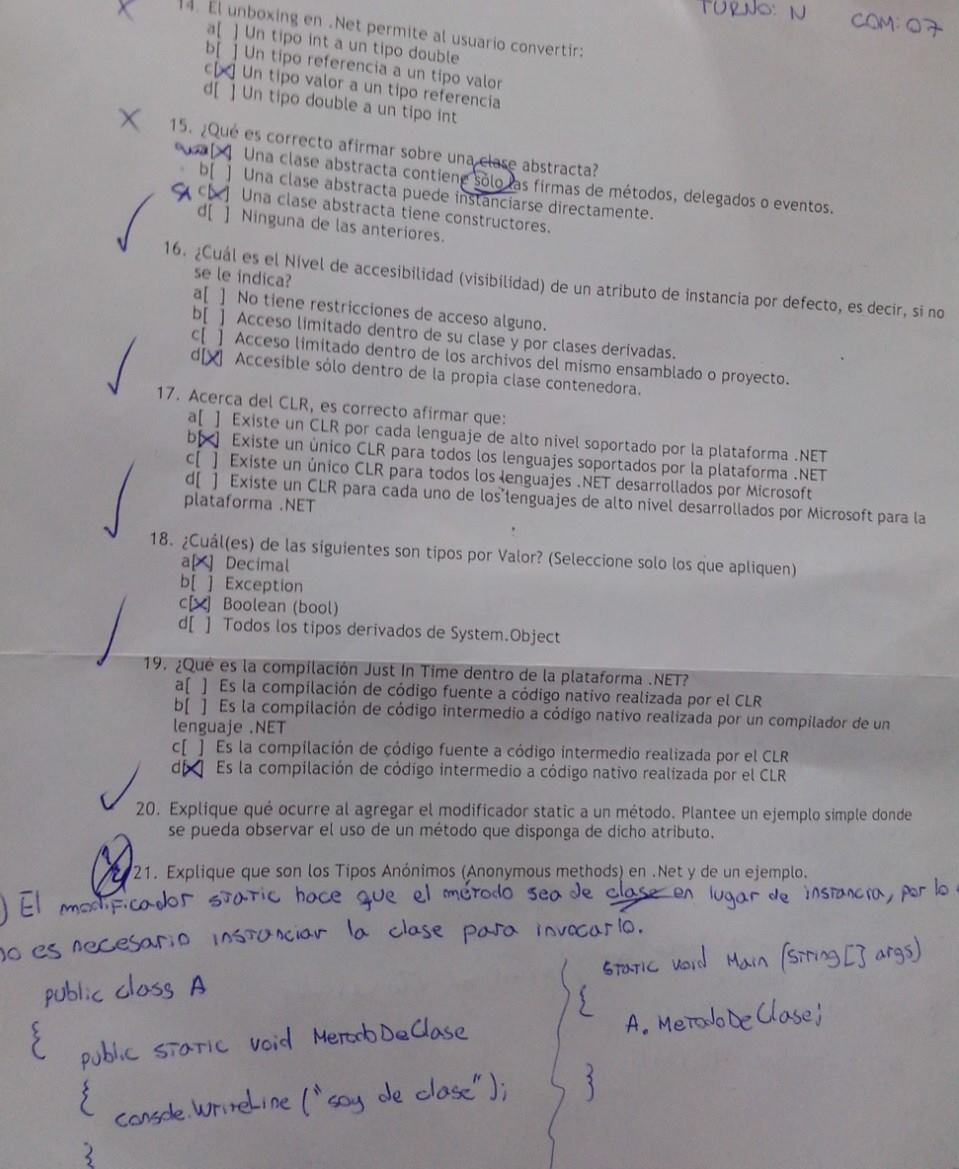 TURNO: N COM: 07
14. El unboxing en .Net permite al usuario convertir:
a[ ] Un tipo int a un tipo double
b[ ] Un tipo referencia a un tipo valor
c[X] Un tipo valor a un tipo referencia
d[ ] Un tipo double a un tipo int
15. ¿Qué es correcto afirmar sobre una clase abstracta?
a[X] Una clase abstracta contiene sólo las firmas de métodos, delegados o eventos.
b[ ] Una clase abstracta puede instanciarse directamente.
c[X] Una clase abstracta tiene constructores.
d[ ] Ninguna de las anteriores.
16. ¿Cuál es el Nivel de accesibilidad (visibilidad) de un atributo de instancia por defecto, es decir, si no
se le indica?
a[ ] No tiene restricciones de acceso alguno.
b[ ] Acceso limitado dentro de su clase y por clases derivadas.
c[ ] Acceso limitado dentro de los archivos del mismo ensamblado o proyecto.
d[X] Accesible sólo dentro de la propia clase contenedora.
17. Acerca del CLR, es correcto afirmar que:
a[ ] Existe un CLR por cada lenguaje de alto nivel soportado por la plataforma .NET
b[X] Existe un único CLR para todos los lenguajes soportados por la plataforma .NET
c[ ] Existe un único CLR para todos los lenguajes .NET desarrollados por Microsoft
d[ ] Existe un CLR para cada uno de los lenguajes de alto nivel desarrollados por Microsoft para la
plataforma .NET
18. ¿Cuál(es) de las siguientes son tipos por Valor? (Seleccione solo los que apliquen)
a[X] Decimal
b[ ] Exception
c[X] Boolean (bool)
d[ ] Todos los tipos derivados de System.Object
19. ¿Qué es la compilación Just In Time dentro de la plataforma .NET?
a[ ] Es la compilación de código fuente a código nativo realizada por el CLR
b[ ] Es la compilación de código intermedio a código nativo realizada por un compilador de un
lenguaje .NET
c[ ] Es la compilación de código fuente a código intermedio realizada por el CLR
d[X] Es la compilación de código intermedio a código nativo realizada por el CLR
20. Explique qué ocurre al agregar el modificador static a un método. Plantee un ejemplo simple donde
se pueda observar el uso de un método que disponga de dicho atributo.
21. Explique que son los Tipos Anónimos (Anonymous methods) en .Net y de un ejemplo.
) El modificador static hace que el método sea de clase en lugar de instancia, por lo
no es necesario instanciar la clase para invocarlo.
public class A
{
public static void MetodoDeClase
{
console.WriteLine ("soy de clase");
}
static void Main (string[] args)
{
A.MetodoDeClase;
}